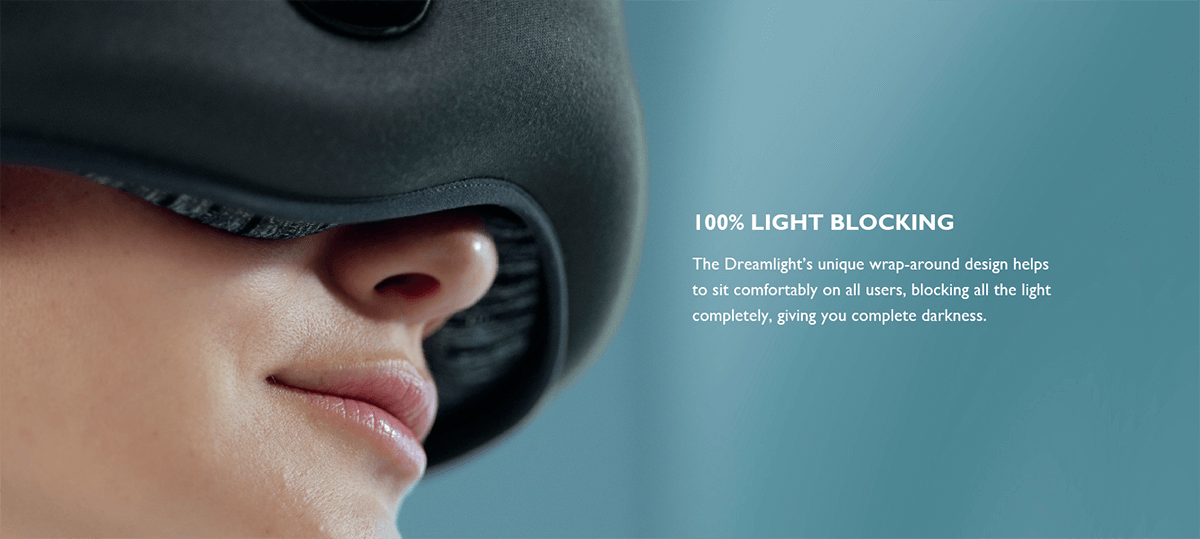 100% LIGHT BLOCKING
The Dreamlight's unique wrap-around design helps
to sit comfortably on all users, blocking all the light
completely, giving you complete darkness.